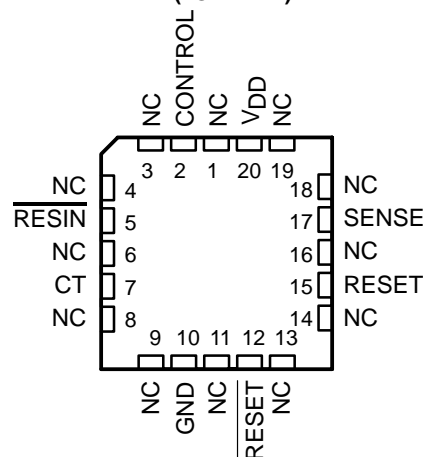 NC
CONTROL
NC
VDD
NC
3
2
1
20
19
NC
4
18
NC
RESIN
5
17
SENSE
NC
6
16
NC
CT
7
15
RESET
NC
8
14
NC
9
10
11
12
13
NC
GND
NC
RESET
NC